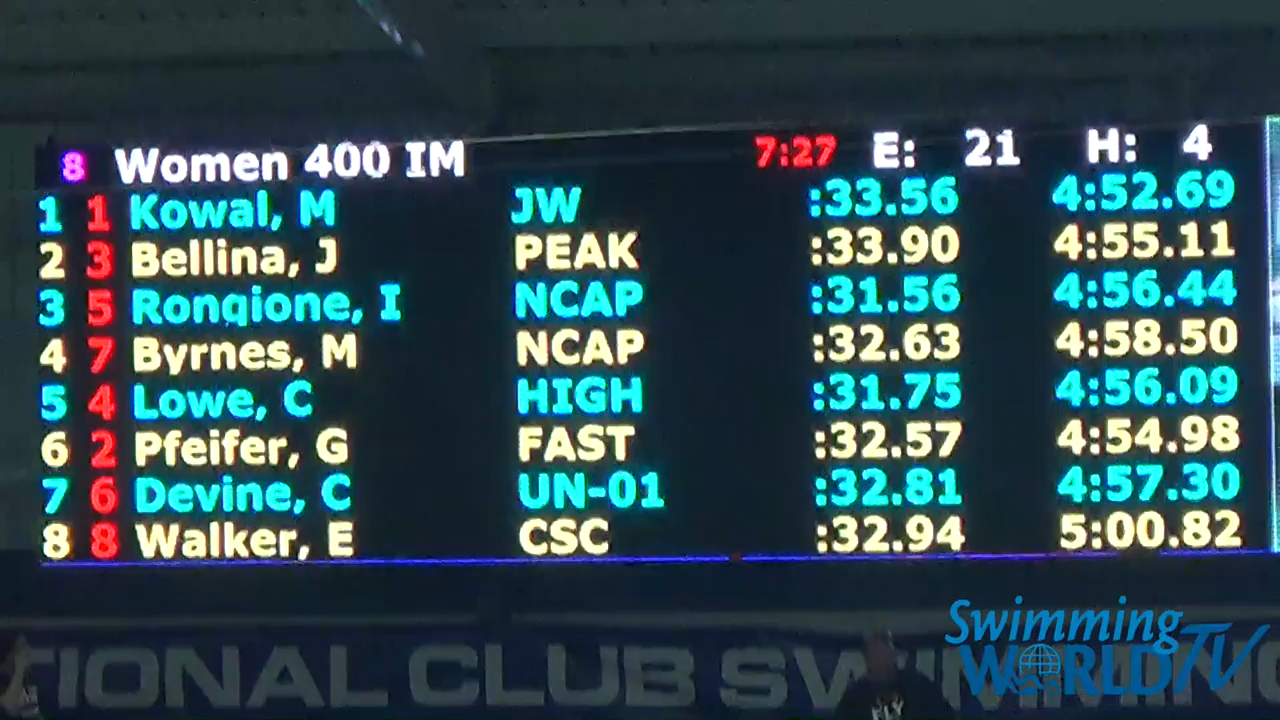 8 Women 400 IM 7:27 E: 21 H: 4
1 1 Kowal, M JW :33.56 4:52.69
2 3 Bellina, J PEAK :33.90 4:55.11
3 5 Rongione, I NCAP :31.56 4:56.44
4 7 Byrnes, M NCAP :32.63 4:58.50
5 4 Lowe, C HIGH :31.75 4:56.09
6 2 Pfeifer, G FAST :32.57 4:54.98
7 6 Devine, C UN-01 :32.81 4:57.30
8 8 Walker, E CSC :32.94 5:00.82
Swimming
WORLD TV
TIONAL CLUB SWIMMING
FLY